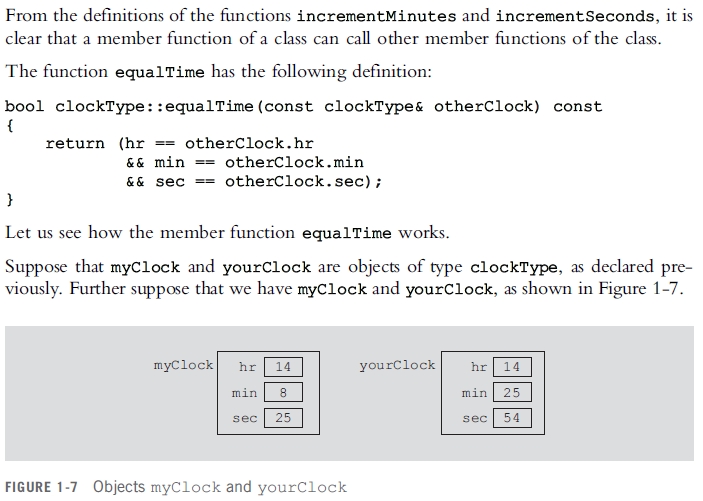 From the definitions of the functions incrementMinutes and incrementSeconds, it is
clear that a member function of a class can call other member functions of the class.
The function equalTime has the following definition:
bool clockType::equalTime(const clockType& otherClock) const
{
    return (hr == otherClock.hr
            && min == otherClock.min
            && sec == otherClock.sec);
}
Let us see how the member function equalTime works.
Suppose that myClock and yourClock are objects of type clockType, as declared pre-
viously. Further suppose that we have myClock and yourClock, as shown in Figure 1-7.
myClock hr 14 yourClock hr 14
min 8 min 25
sec 25 sec 54
FIGURE 1-7 Objects myClock and yourClock